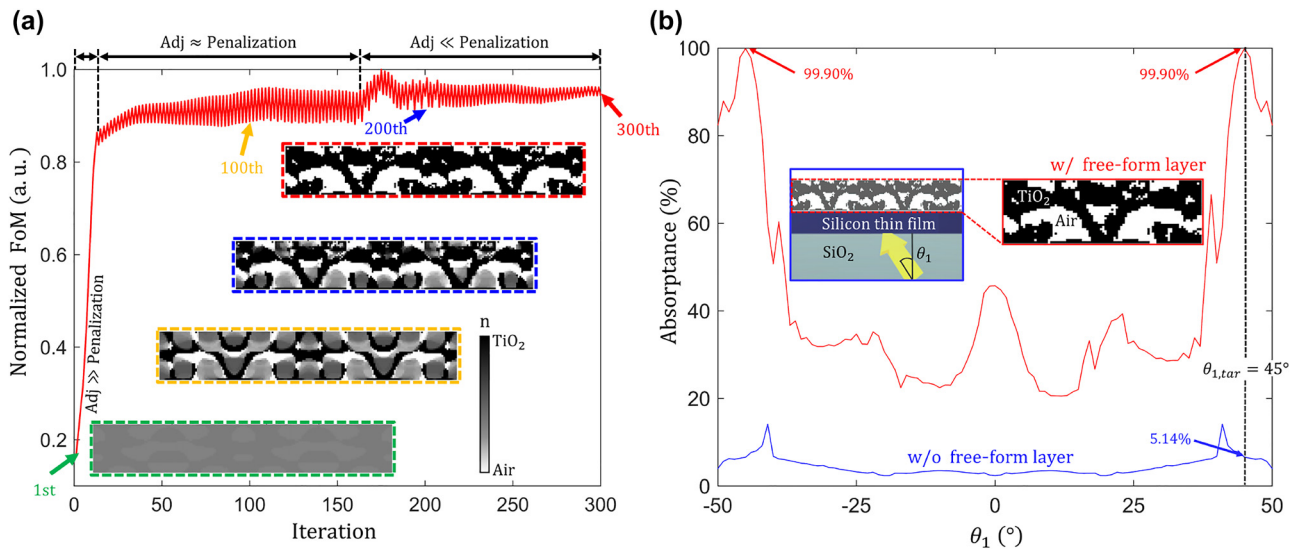 (a)
Adj ≈ Penalization
Adj ≪ Penalization
Adj ≫ Penalization
Normalized FoM (a. u.)
1.0
0.8
0.6
0.4
0.2
0
50
100
150
200
250
300
Iteration
1st
100th
200th
300th
n
TiO₂
Air
(b)
Absorptance (%)
100
80
60
40
20
0
-50
-25
0
25
50
θ₁ (°)
99.90%
99.90%
w/ free-form layer
TiO₂
Air
Silicon thin film
SiO₂
θ₁
θ₁,tar = 45°
5.14%
w/o free-form layer